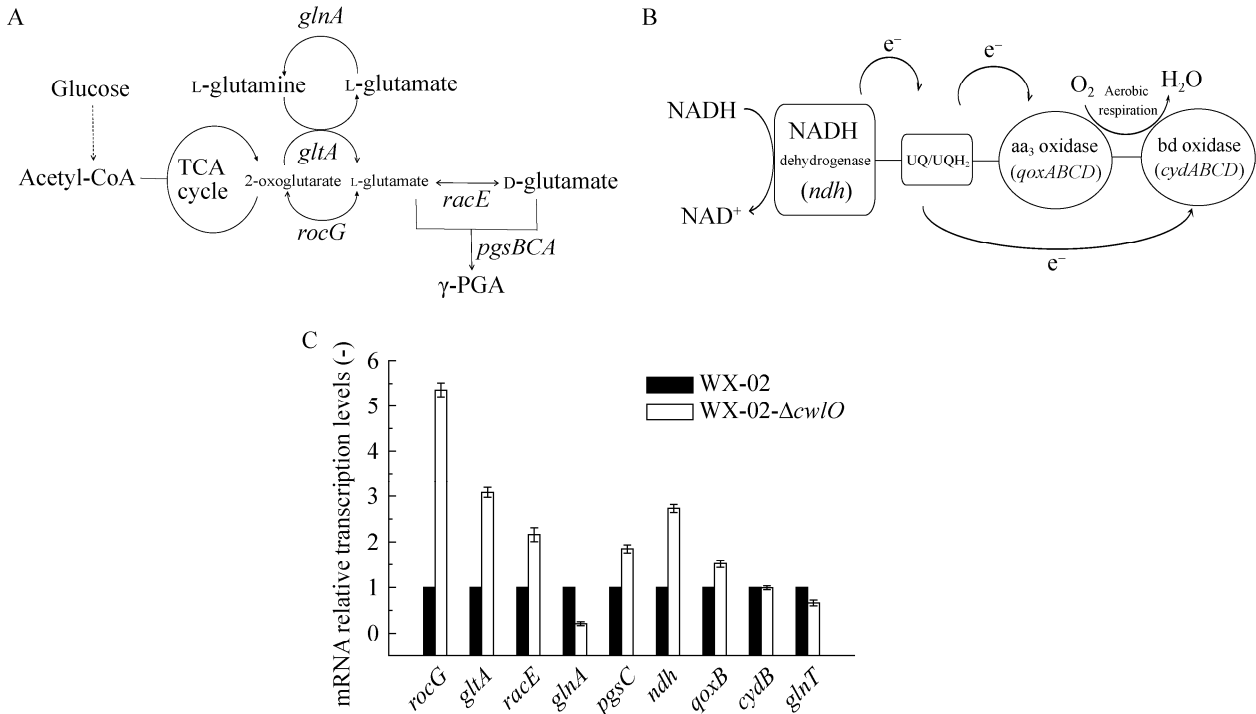 A
glnA
Glucose
L-glutamine
L-glutamate
gltA
Acetyl-CoA
TCA
cycle
2-oxoglutarate
L-glutamate
D-glutamate
racE
rocG
pgsBCA
γ-PGA
B
e⁻
e⁻
O₂
Aerobic
respiration
H₂O
NADH
NADH
dehydrogenase
(ndh)
UQ/UQH₂
aa₃ oxidase
(qoxABCD)
bd oxidase
(cydABCD)
NAD⁺
e⁻
C
mRNA relative transcription levels (-)
6
5
4
3
2
1
0
WX-02
WX-02-ΔcwlO
rocG
gltA
racE
glnA
pgsC
ndh
qoxB
cydB
glnT